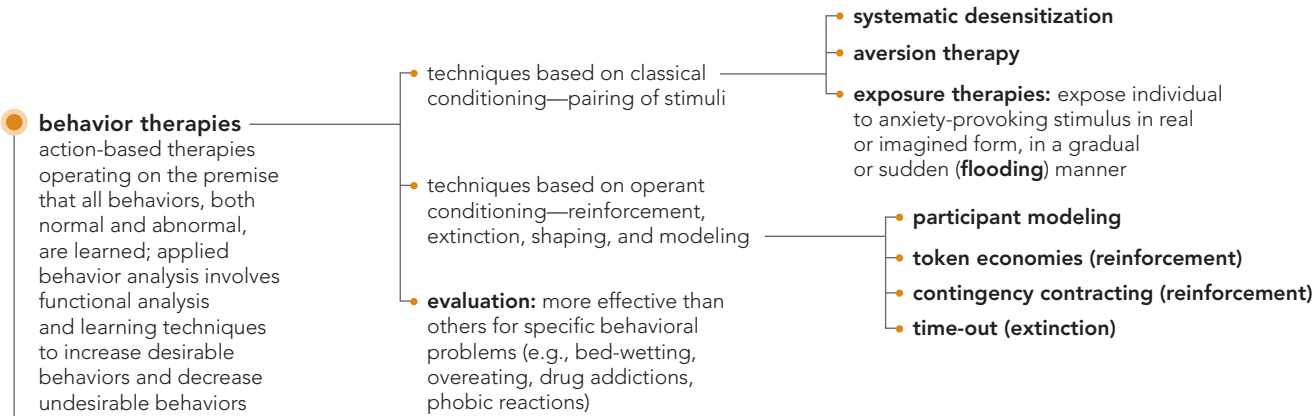 behavior therapies
action-based therapies
operating on the premise
that all behaviors, both
normal and abnormal,
are learned; applied
behavior analysis involves
functional analysis
and learning techniques
to increase desirable
behaviors and decrease
undesirable behaviors
techniques based on classical
conditioning—pairing of stimuli
systematic desensitization
aversion therapy
exposure therapies: expose individual
to anxiety-provoking stimulus in real
or imagined form, in a gradual
or sudden (flooding) manner
techniques based on operant
conditioning—reinforcement,
extinction, shaping, and modeling
participant modeling
token economies (reinforcement)
contingency contracting (reinforcement)
time-out (extinction)
evaluation: more effective than
others for specific behavioral
problems (e.g., bed-wetting,
overeating, drug addictions,
phobic reactions)